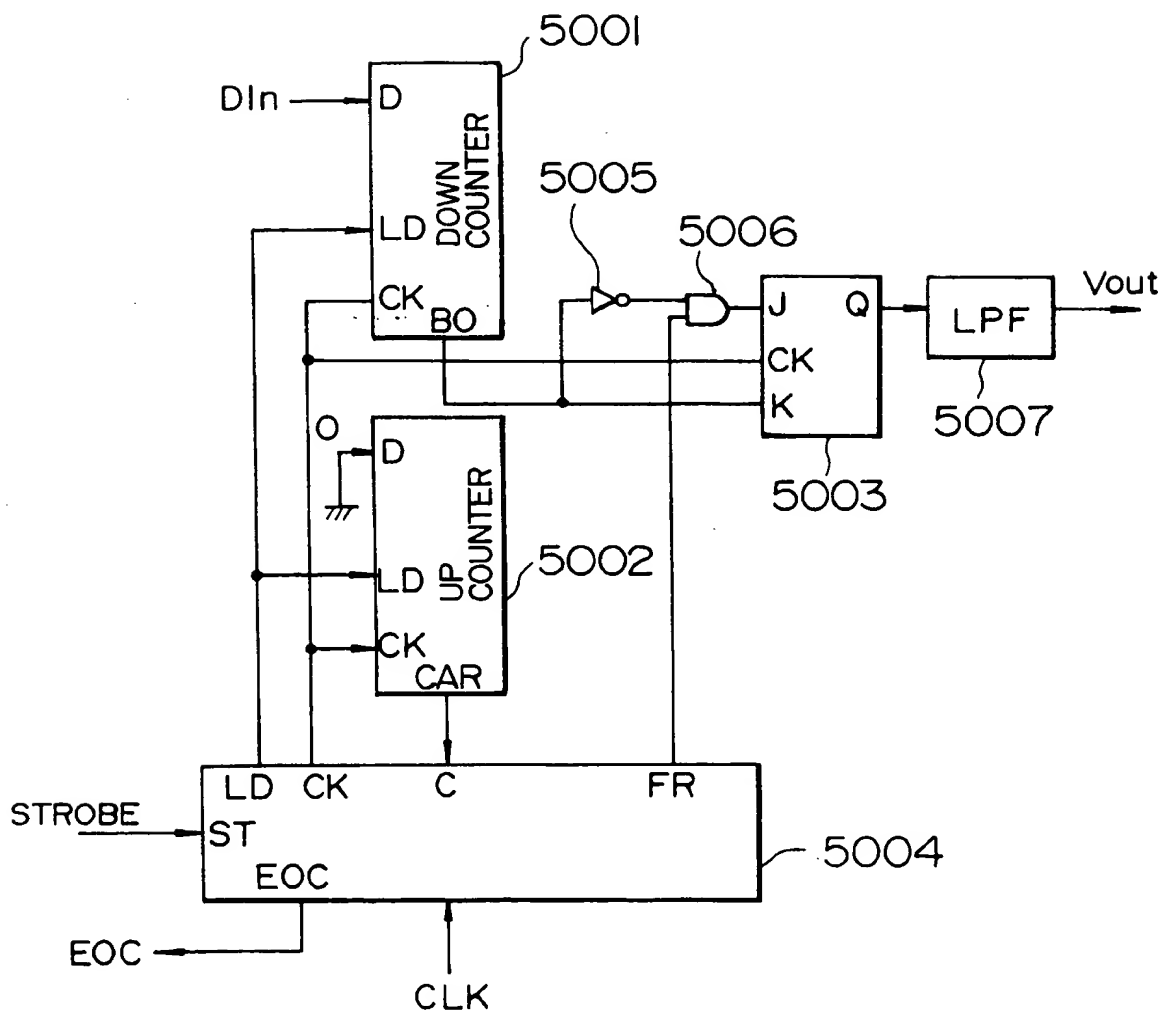 5001
DIn
D
DOWN
COUNTER
LD
CK
BO
5005
5006
J
Q
CK
K
5003
LPF
5007
Vout
0
D
UP
COUNTER
LD
CK
CAR
5002
LD
CK
C
FR
STROBE
ST
EOC
5004
EOC
CLK